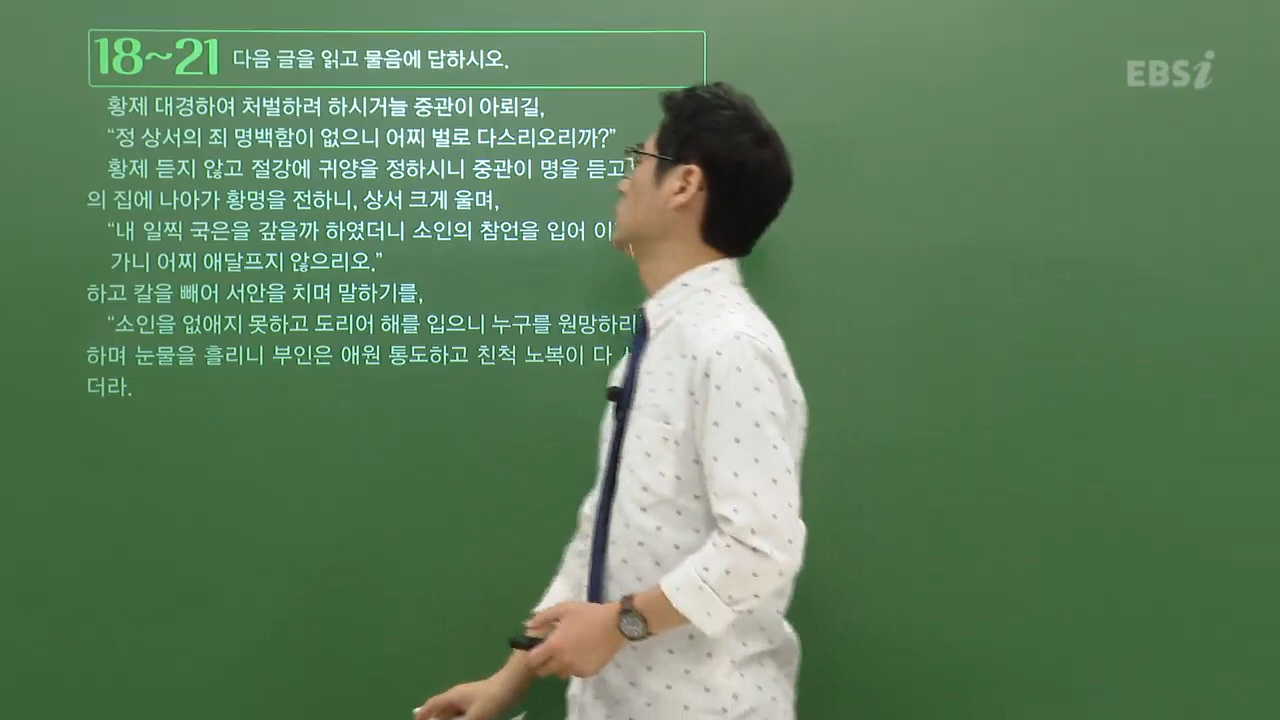 18~21 다음 글을 읽고 물음에 답하시오.
EBSi
황제 대경하여 처벌하려 하시거늘 중관이 아뢰길,
“정 상서의 죄 명백함이 없으니 어찌 벌로 다스리오리까?”
황제 듣지 않고 절강에 귀양을 정하시니 중관이 명을 듣고
의 집에 나아가 황명을 전하니, 상서 크게 울며,
“내 일찍 국은을 갚을까 하였더니 소인의 참언을 입어
가니 어찌 애달프지 않으리오.”
하고 칼을 빼어 서안을 치며 말하기를,
“소인을 없애지 못하고 도리어 해를 입으니 누구를 원망하리
하며 눈물을 흘리니 부인은 애원 통도하고 친척 노복이 다
더라.